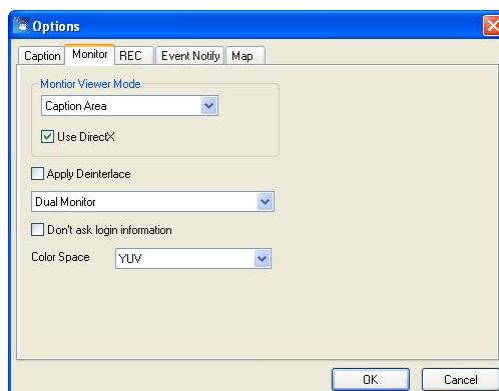 Options
Caption Monitor REC Event Notify Map
Montior Viewer Mode
Caption Area
Use DirectX
Apply Deinterlace
Dual Monitor
Don't ask login information
Color Space YUV
OK Cancel